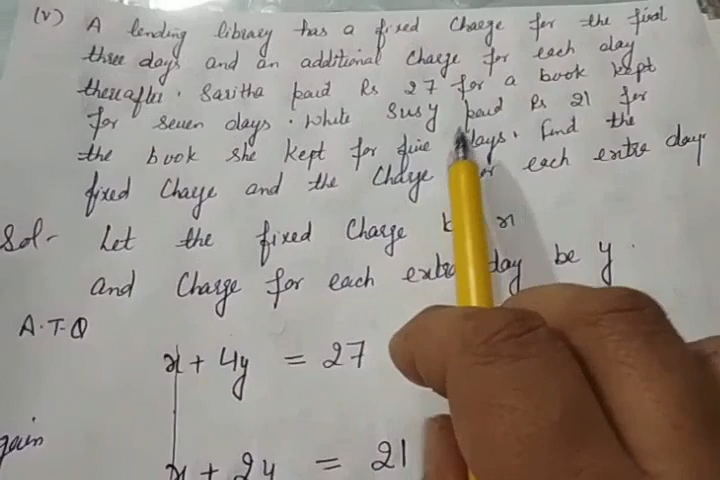 (v) A lending library has a fixed charge for the first
three days and an additional charge for each day
thereafter. Saritha paid Rs 27 for a book kept
for seven days. While Susy paid Rs 21 for
the book she kept for five days. Find the
fixed charge and the charge for each extra day.
Sol- Let the fixed charge be x
and charge for each extra day be y.
A.T.Q
x + 4y = 27
x + 2y = 21